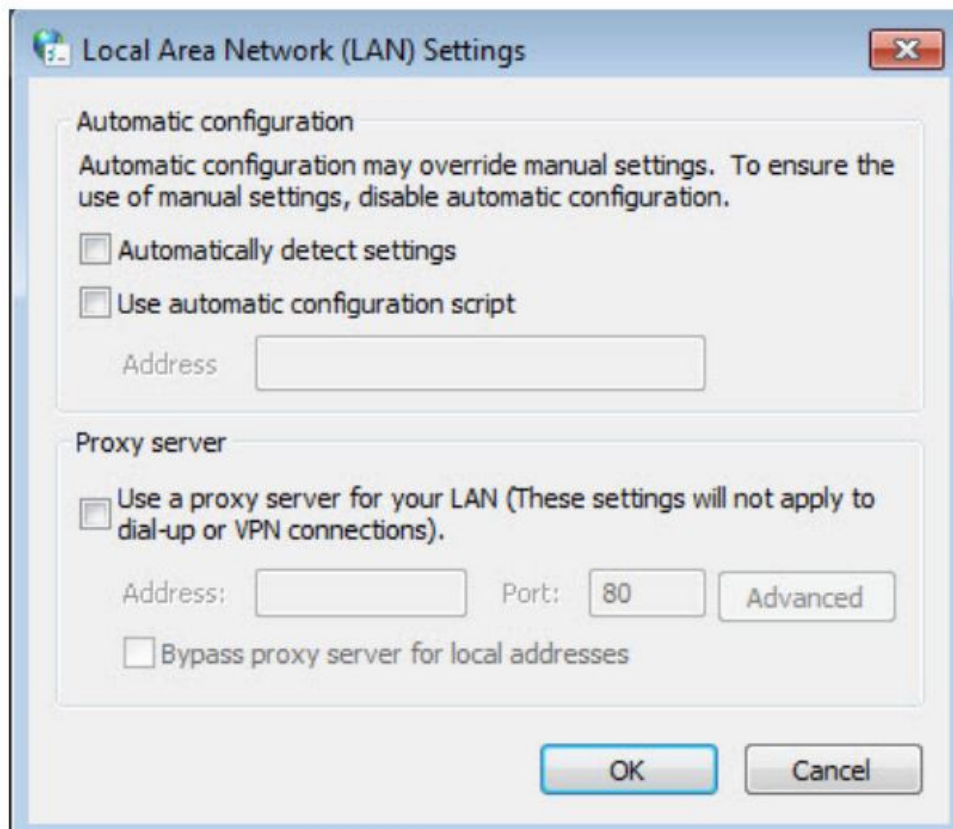 Local Area Network (LAN) Settings
Automatic configuration
Automatic configuration may override manual settings. To ensure the
use of manual settings, disable automatic configuration.
Automatically detect settings
Use automatic configuration script
Address
Proxy server
Use a proxy server for your LAN (These settings will not apply to
dial-up or VPN connections).
Address: Port: 80 Advanced
Bypass proxy server for local addresses
OK Cancel